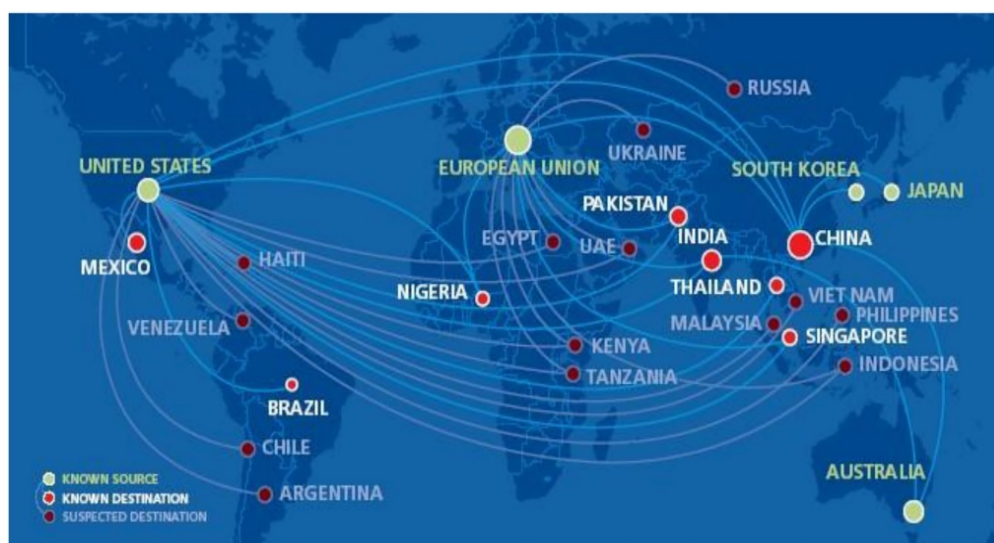 RUSSIA
UKRAINE
UNITED STATES
EUROPEAN UNION
SOUTH KOREA
JAPAN
PAKISTAN
INDIA
CHINA
EGYPT
UAE
MEXICO
HAITI
NIGERIA
THAILAND
VIET NAM
VENEZUELA
MALAYSIA
PHILIPPINES
SINGAPORE
KENYA
INDONESIA
TANZANIA
BRAZIL
CHILE
AUSTRALIA
ARGENTINA
KNOWN SOURCE
KNOWN DESTINATION
SUSPECTED DESTINATION